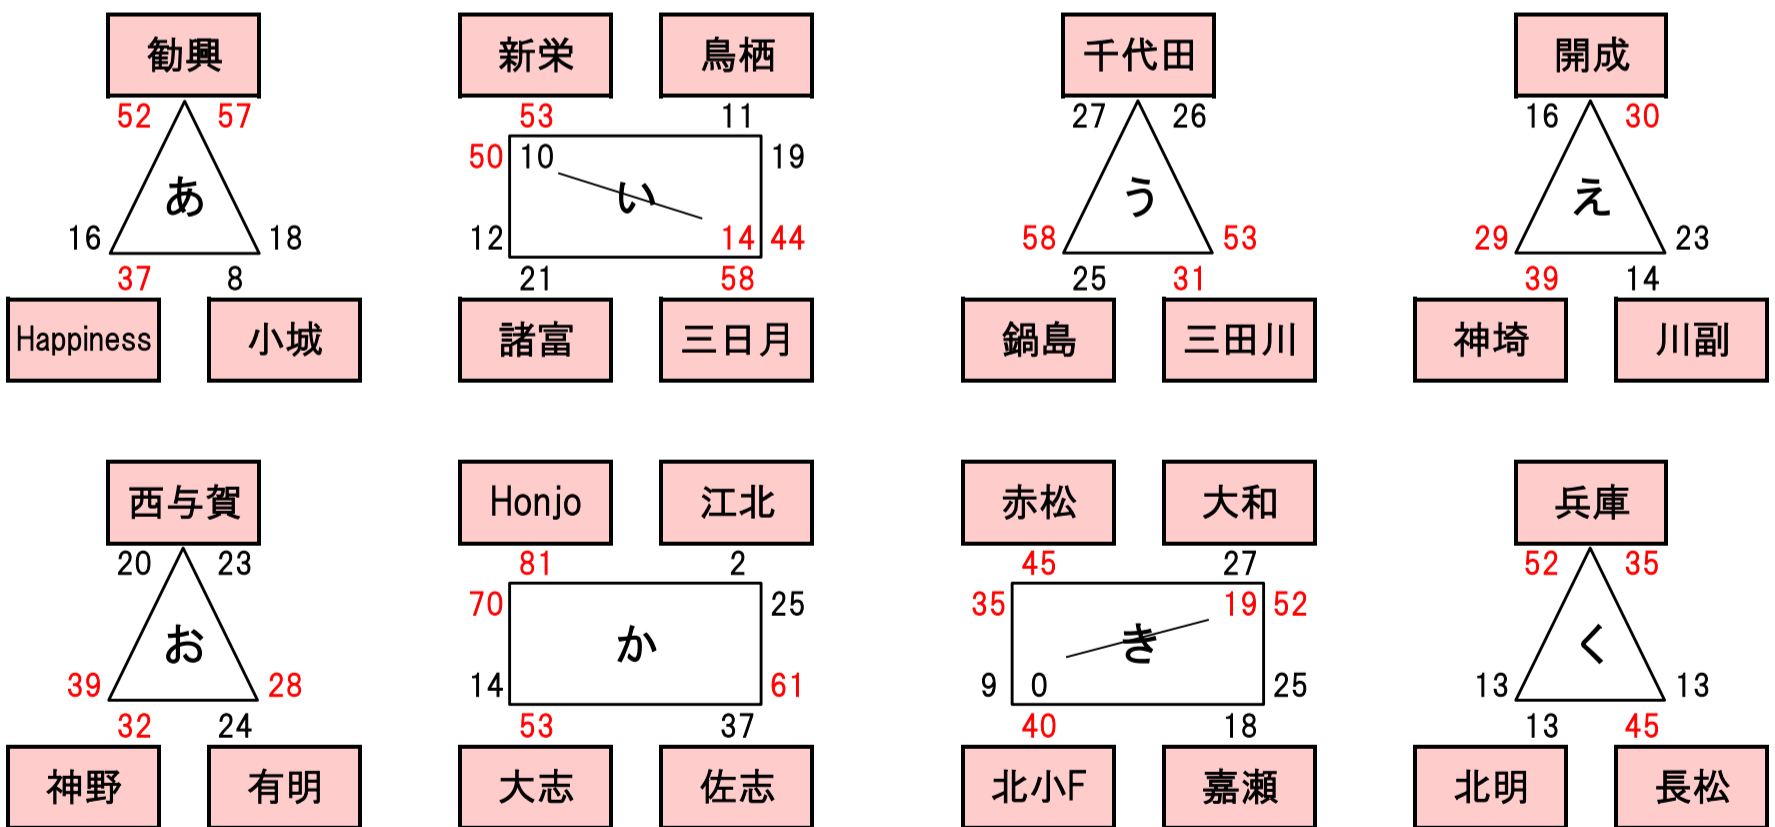 勧興 新栄 鳥栖 千代田 開成
52 57 53 11 27 26 16 30
50 10 19
あ い う え
16 18 12 14 44 58 53 29 23
37 8 21 58 25 31 39 14
Happiness 小城 諸富 三日月 鍋島 三田川 神埼 川副
西与賀 Honjo 江北 赤松 大和 兵庫
20 23 81 2 45 27 52 35
70 25 35 19 52
お か き く
39 28 14 61 9 0 25 13 13
32 24 53 37 40 18 13 45
神野 有明 大志 佐志 北小F 嘉瀬 北明 長松